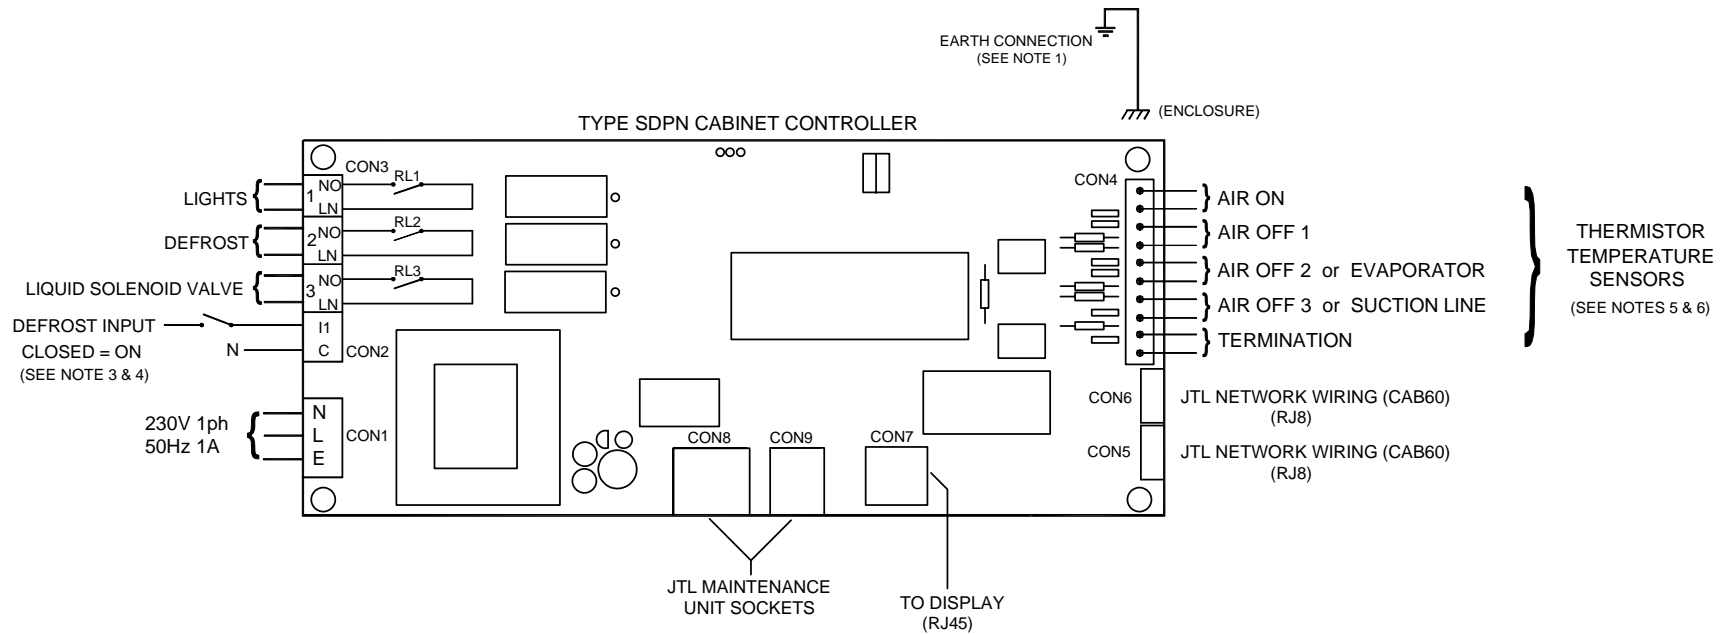 EARTH CONNECTION
(SEE NOTE 1)
(ENCLOSURE)
TYPE SDPN CABINET CONTROLLER
CON3
LIGHTS
1
NO
LN
RL1
DEFROST
2
NO
LN
RL2
LIQUID SOLENOID VALVE
3
NO
LN
RL3
DEFROST INPUT
CLOSED = ON
(SEE NOTE 3 & 4)
N
I1
C
CON2
230V 1ph
50Hz 1A
N
L
E
CON1
CON4
AIR ON
AIR OFF 1
AIR OFF 2 or EVAPORATOR
AIR OFF 3 or SUCTION LINE
TERMINATION
THERMISTOR
TEMPERATURE
SENSORS
(SEE NOTES 5 & 6)
CON6
JTL NETWORK WIRING (CAB60)
(RJ8)
CON5
JTL NETWORK WIRING (CAB60)
(RJ8)
CON8
CON9
CON7
JTL MAINTENANCE
UNIT SOCKETS
TO DISPLAY
(RJ45)